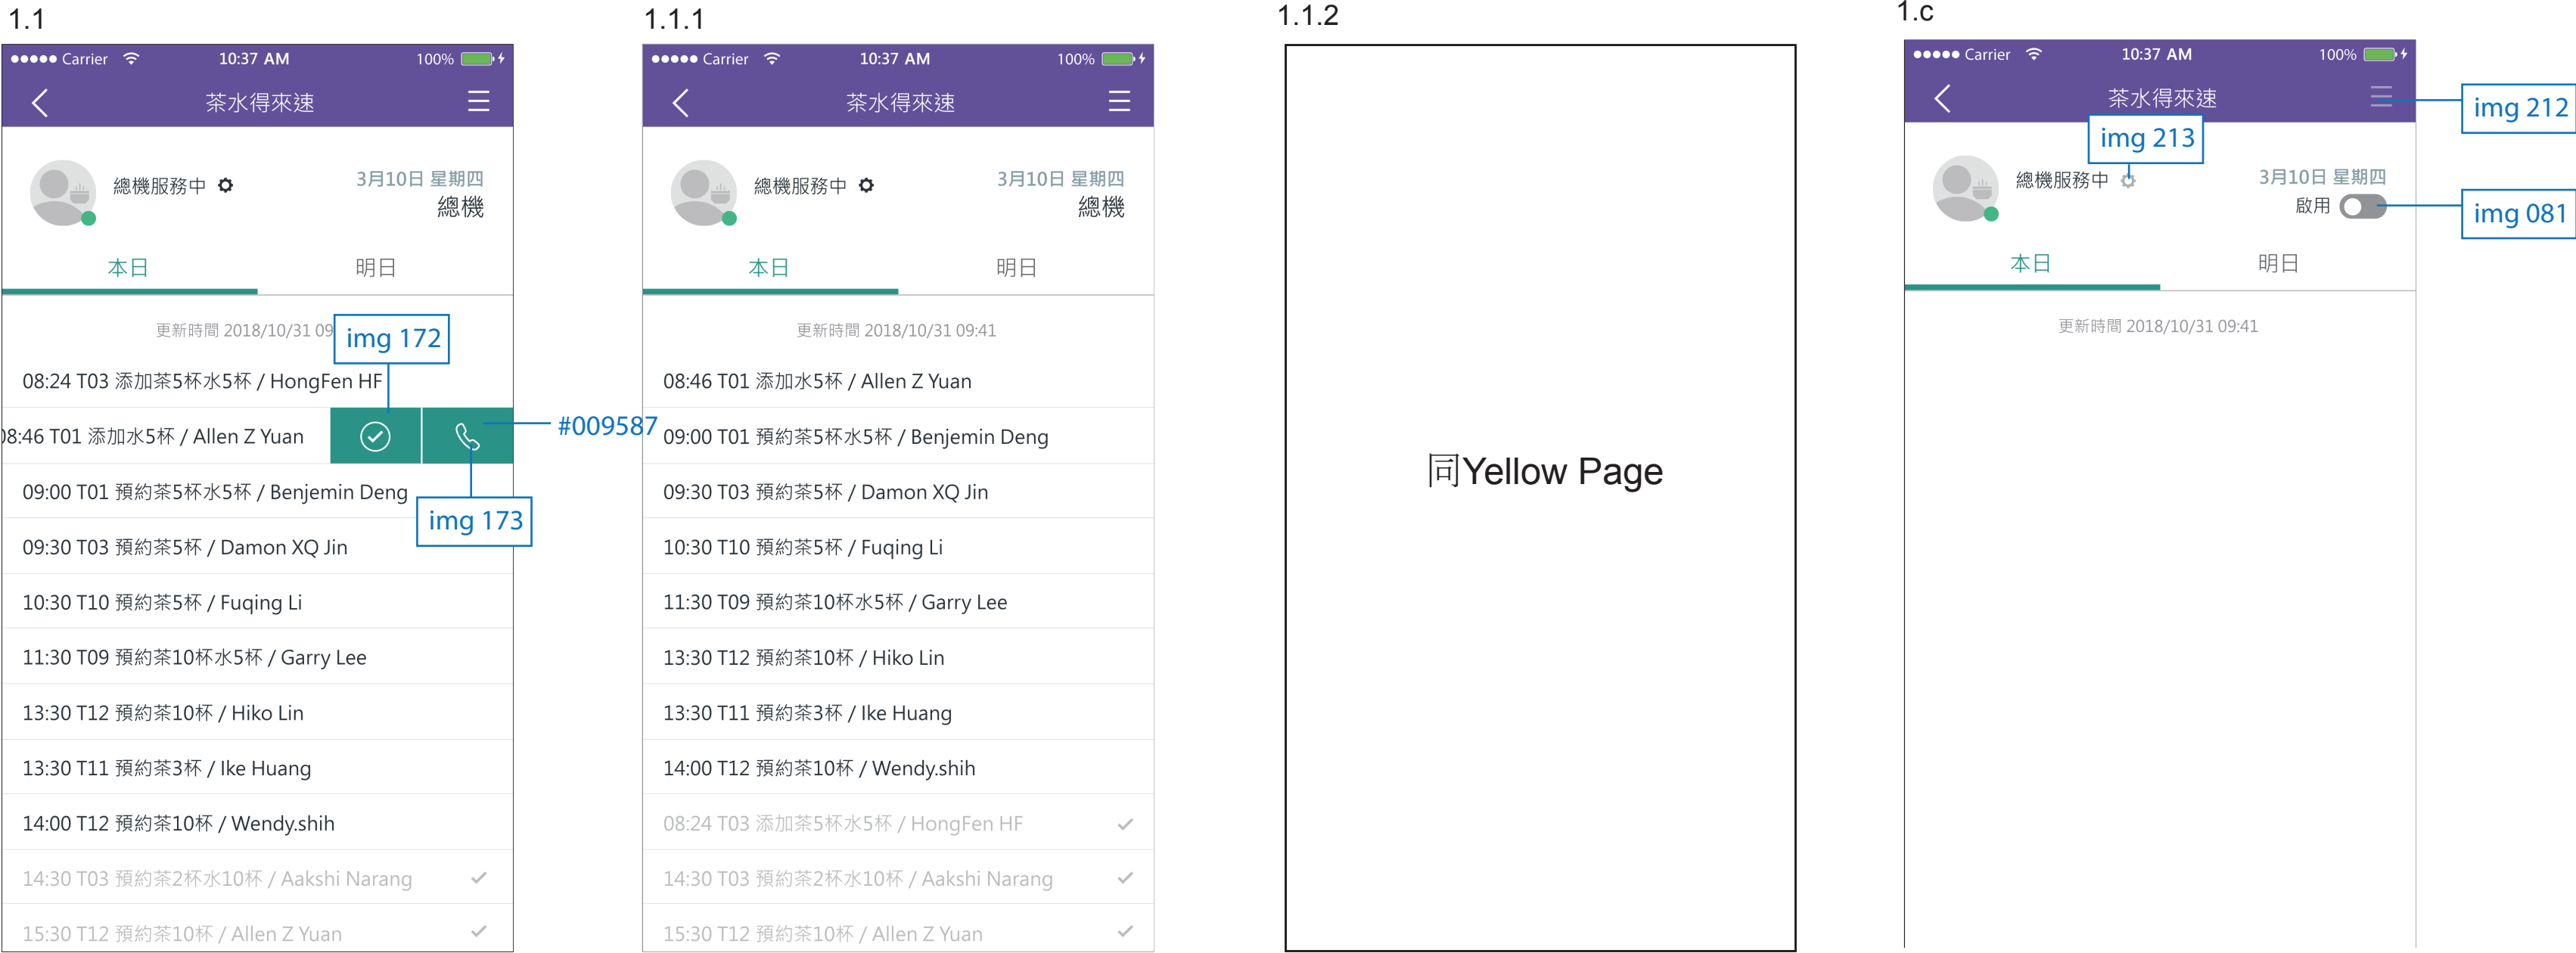 1.1
●●●●● Carrier 10:37 AM 100%
茶水得來速
總機服務中
3月10日 星期四
總機
本日 明日
更新時間 2018/10/31 09
img 172
08:24 T03 添加茶5杯水5杯 / HongFen HF
08:46 T01 添加水5杯 / Allen Z Yuan
#009587
09:00 T01 預約茶5杯水5杯 / Benjemin Deng
img 173
09:30 T03 預約茶5杯 / Damon XQ Jin
10:30 T10 預約茶5杯 / Fuqing Li
11:30 T09 預約茶10杯水5杯 / Garry Lee
13:30 T12 預約茶10杯 / Hiko Lin
13:30 T11 預約茶3杯 / Ike Huang
14:00 T12 預約茶10杯 / Wendy.shih
14:30 T03 預約茶2杯水10杯 / Aakshi Narang
15:30 T12 預約茶10杯 / Allen Z Yuan
1.1.1
●●●●● Carrier 10:37 AM 100%
茶水得來速
總機服務中
3月10日 星期四
總機
本日 明日
更新時間 2018/10/31 09:41
08:46 T01 添加水5杯 / Allen Z Yuan
09:00 T01 預約茶5杯水5杯 / Benjemin Deng
09:30 T03 預約茶5杯 / Damon XQ Jin
10:30 T10 預約茶5杯 / Fuqing Li
11:30 T09 預約茶10杯水5杯 / Garry Lee
13:30 T12 預約茶10杯 / Hiko Lin
13:30 T11 預約茶3杯 / Ike Huang
14:00 T12 預約茶10杯 / Wendy.shih
08:24 T03 添加茶5杯水5杯 / HongFen HF
14:30 T03 預約茶2杯水10杯 / Aakshi Narang
15:30 T12 預約茶10杯 / Allen Z Yuan
1.1.2
同Yellow Page
1.c
●●●●● Carrier 10:37 AM 100%
茶水得來速
img 212
img 213
總機服務中
3月10日 星期四
啟用
img 081
本日 明日
更新時間 2018/10/31 09:41